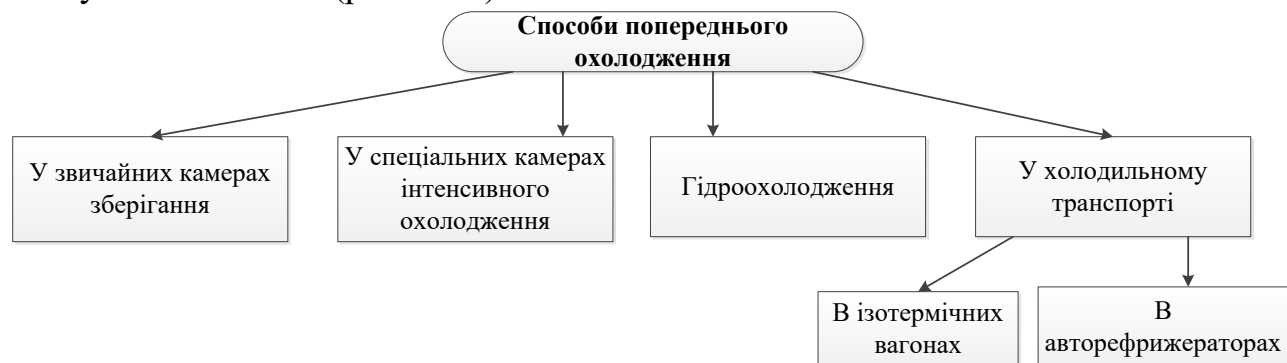 Способи попереднього
охолодження
У звичайних камерах
зберігання
У спеціальних камерах
інтенсивного
охолодження
Гідроохолодження
У холодильному
транспорті
В ізотермічних
вагонах
В
авторефрижераторах